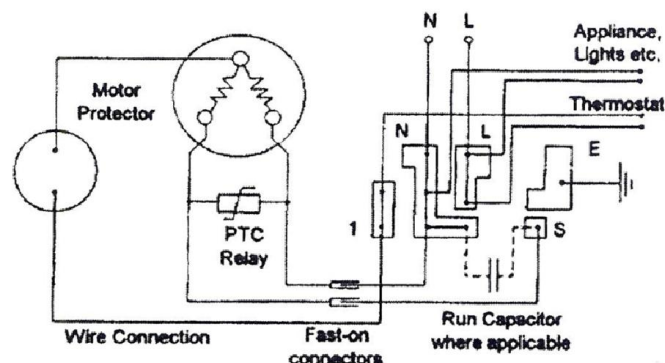 N L
Appliance,
Lights etc,
Motor
Protector
Thermostat
N L E
PTC
Relay
1
S
Wire Connection
Fast-on
connectors
Run Capacitor
where applicable